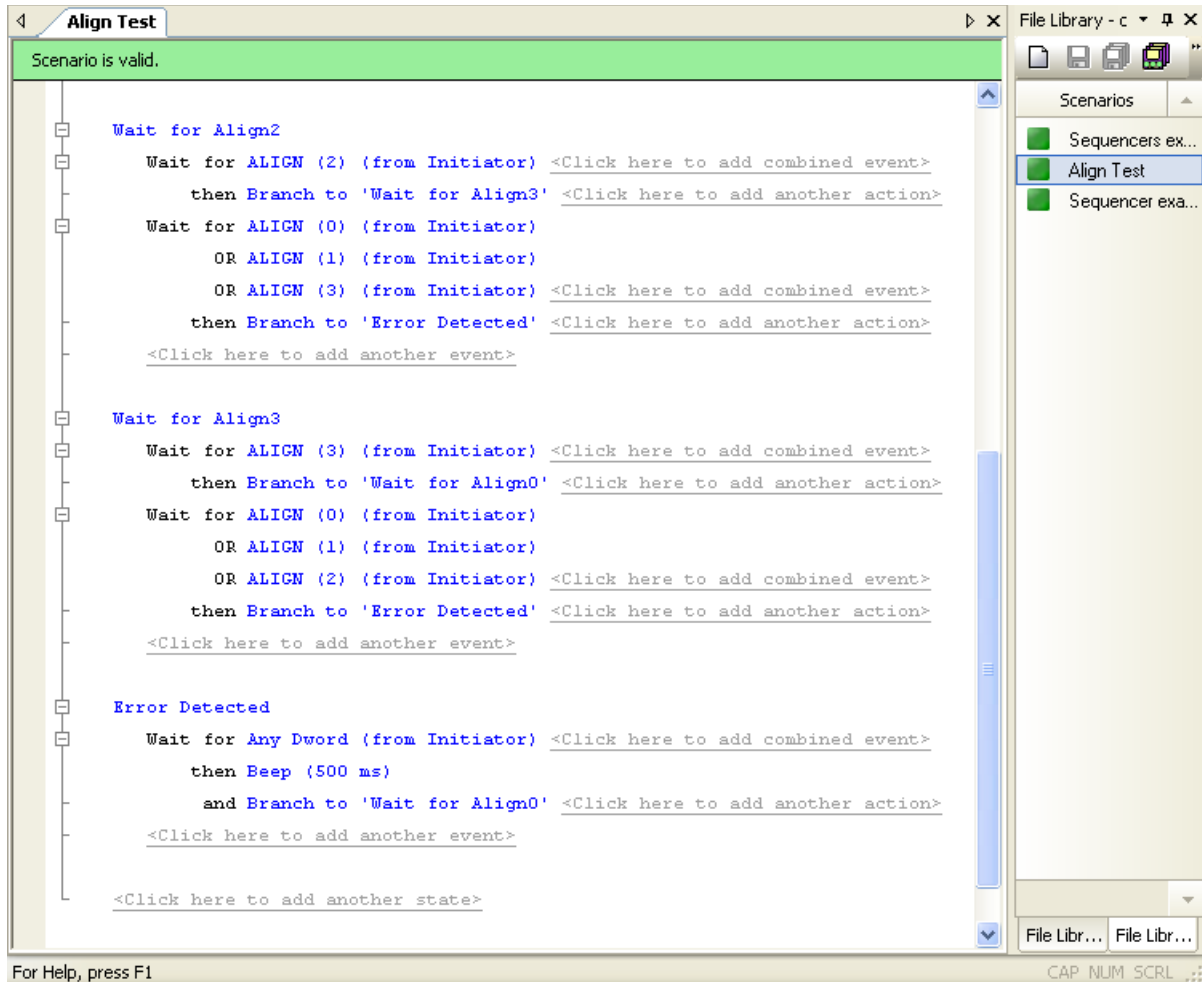 Align Test
File Library - c
Scenario is valid.
Scenarios
Sequencers ex...
Align Test
Sequencer exa...
Wait for Align2
Wait for ALIGN (2) (from Initiator) <Click here to add combined event>
then Branch to 'Wait for Align3' <Click here to add another action>
Wait for ALIGN (0) (from Initiator)
OR ALIGN (1) (from Initiator)
OR ALIGN (3) (from Initiator) <Click here to add combined event>
then Branch to 'Error Detected' <Click here to add another action>
<Click here to add another event>
Wait for Align3
Wait for ALIGN (3) (from Initiator) <Click here to add combined event>
then Branch to 'Wait for Align0' <Click here to add another action>
Wait for ALIGN (0) (from Initiator)
OR ALIGN (1) (from Initiator)
OR ALIGN (2) (from Initiator) <Click here to add combined event>
then Branch to 'Error Detected' <Click here to add another action>
<Click here to add another event>
Error Detected
Wait for Any Dword (from Initiator) <Click here to add combined event>
then Beep (500 ms)
and Branch to 'Wait for Align0' <Click here to add another action>
<Click here to add another event>
<Click here to add another state>
File Libr... File Libr...
For Help, press F1
CAP NUM SCRL